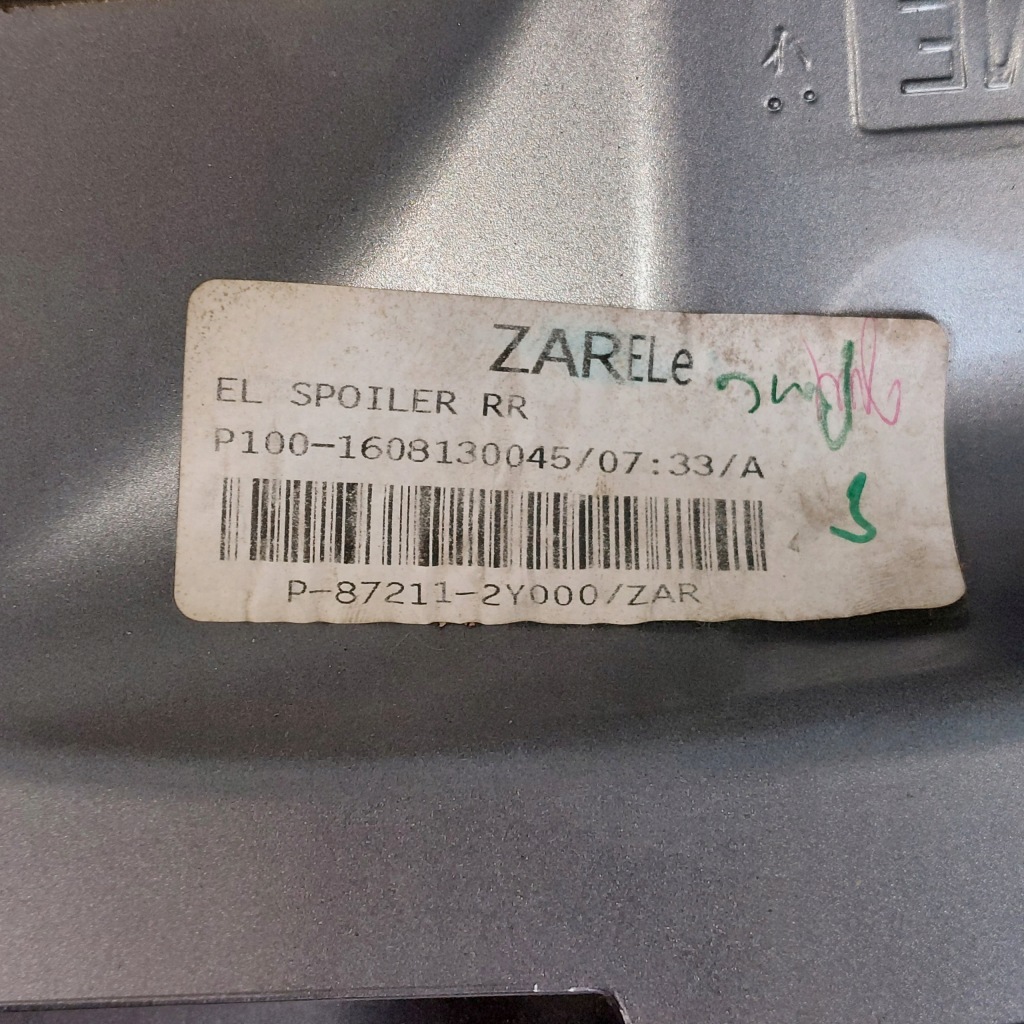 ZARELe
EL SPOILER RR
P100-1608130045/07:33/A
P-87211-2Y000/ZAR